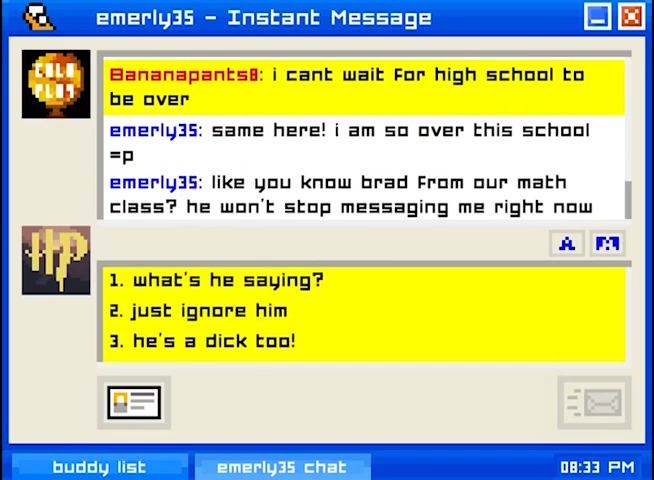 emerly35 - Instant Message
COLD
PLAY
Bananapants8: i cant wait for high school to
be over
emerly35: same here! i am so over this school
=p
emerly35: like you know brad from our math
class? he won't stop messaging me right now
HP
A
M
1. what's he saying?
2. just ignore him
3. he's a dick too!
buddy list
emerly35 chat
08:33 PM